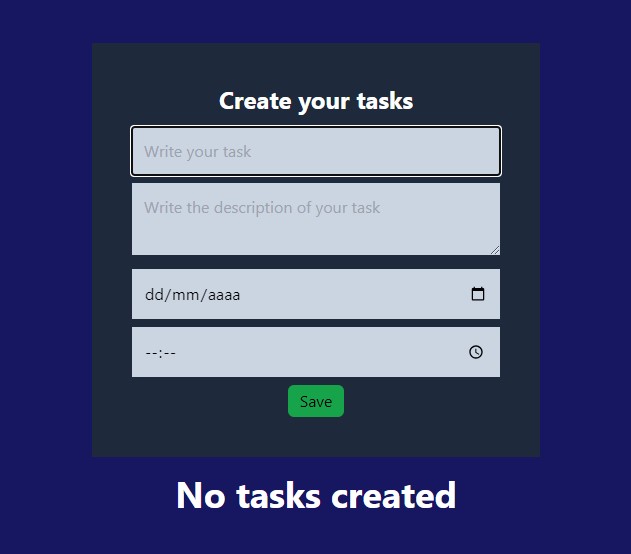 Create your tasks
Write your task
Write the description of your task
dd/mm/aaaa
--:--
Save
No tasks created